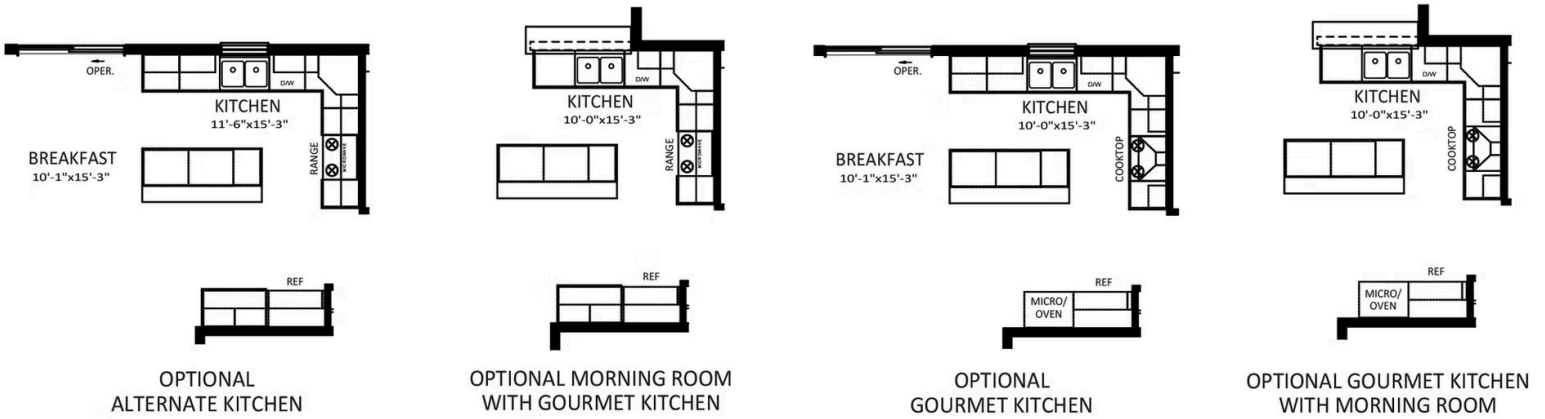 OPER.
D/W
KITCHEN
11'-6"x15'-3"
BREAKFAST
10'-1"x15'-3"
RANGE
MICROWAVE
REF
OPTIONAL
ALTERNATE KITCHEN
D/W
KITCHEN
10'-0"x15'-3"
RANGE
MICROWAVE
REF
OPTIONAL MORNING ROOM
WITH GOURMET KITCHEN
OPER.
D/W
KITCHEN
10'-0"x15'-3"
BREAKFAST
10'-1"x15'-3"
COOKTOP
REF
MICRO/
OVEN
OPTIONAL
GOURMET KITCHEN
D/W
KITCHEN
10'-0"x15'-3"
COOKTOP
REF
MICRO/
OVEN
OPTIONAL GOURMET KITCHEN
WITH MORNING ROOM